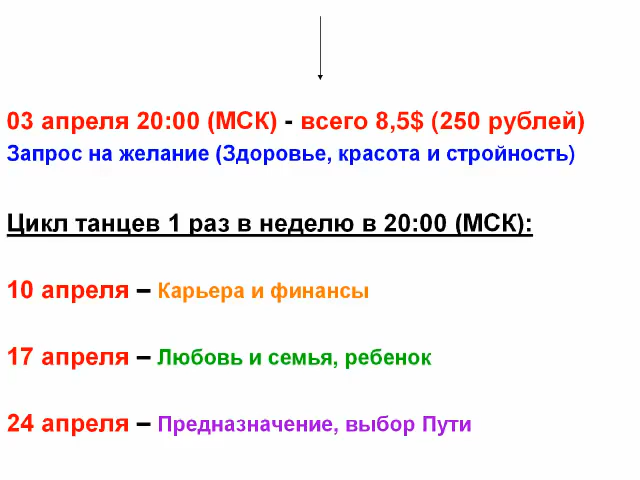 03 апреля 20:00 (МСК) - всего 8,5$ (250 рублей)
Запрос на желание (Здоровье, красота и стройность)
Цикл танцев 1 раз в неделю в 20:00 (МСК):
10 апреля – Карьера и финансы
17 апреля – Любовь и семья, ребенок
24 апреля – Предназначение, выбор Пути